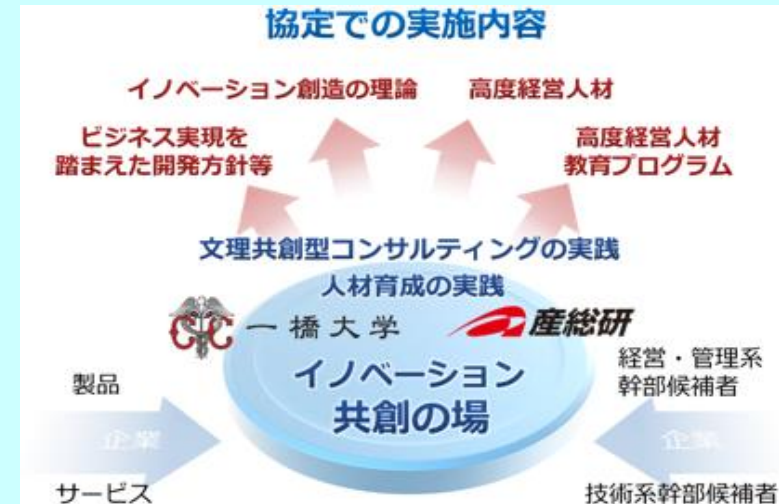 協定での実施内容
イノベーション創造の理論
高度経営人材
ビジネス実現を
踏まえた開発方針等
高度経営人材
教育プログラム
文理共創型コンサルティングの実践
人材育成の実践
一橋大学
産総研
イノベーション
共創の場
製品
企業
サービス
経営・管理系
幹部候補者
企業
技術系幹部候補者